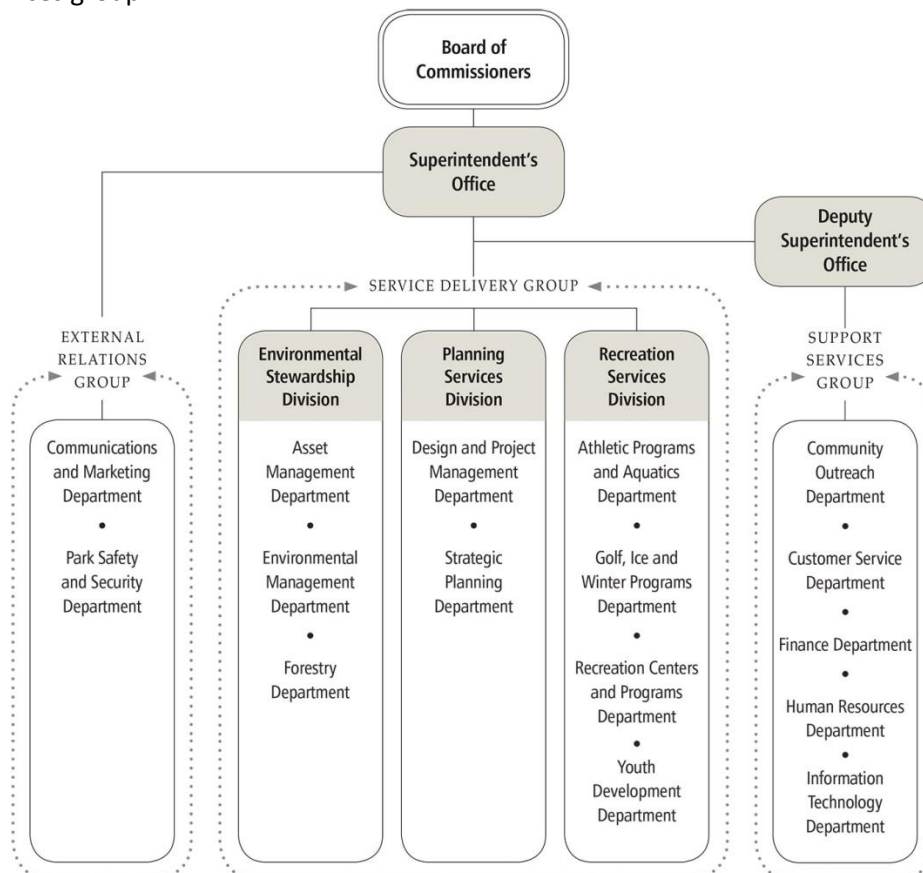 Board of
Commissioners
Superintendent's
Office
Deputy
Superintendent's
Office
SERVICE DELIVERY GROUP
EXTERNAL
RELATIONS
GROUP
Communications
and Marketing
Department
•
Park Safety
and Security
Department
Environmental
Stewardship
Division
Asset
Management
Department
•
Environmental
Management
Department
•
Forestry
Department
Planning
Services
Division
Design and Project
Management
Department
•
Strategic
Planning
Department
Recreation
Services
Division
Athletic Programs
and Aquatics
Department
•
Golf, Ice and
Winter Programs
Department
•
Recreation Centers
and Programs
Department
•
Youth
Development
Department
SUPPORT
SERVICES
GROUP
Community
Outreach
Department
•
Customer Service
Department
•
Finance Department
•
Human Resources
Department
•
Information
Technology
Department